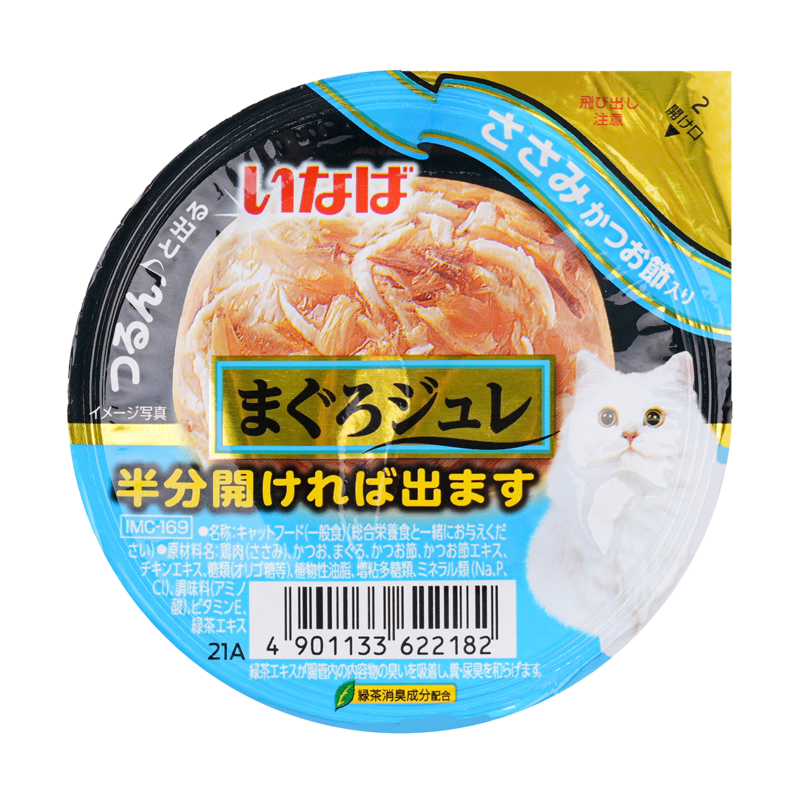 飛び出し
注意
2
開け口
ささみかつお節入り
いなば
つるん♪と出る
まぐろジュレ
イメージ写真
半分開ければ出ます
IMC-169 ●名称:キャットフード(一般食)(総合栄養食と一緒にお与えくだ
さい)●原材料名:鶏肉(ささみ)、かつお、まぐろ、かつお節、かつお節エキス、
チキンエキス、糖類(オリゴ糖等)、植物性油脂、増粘多糖類、ミネラル類(Na、P、
Cl)、調味料(アミノ
酸)、ビタミンE、
緑茶エキス
21A
4 901133 622182
緑茶エキスが腸管内の内容物の臭いを吸着し、糞・尿臭を和らげます。
緑茶消臭成分配合